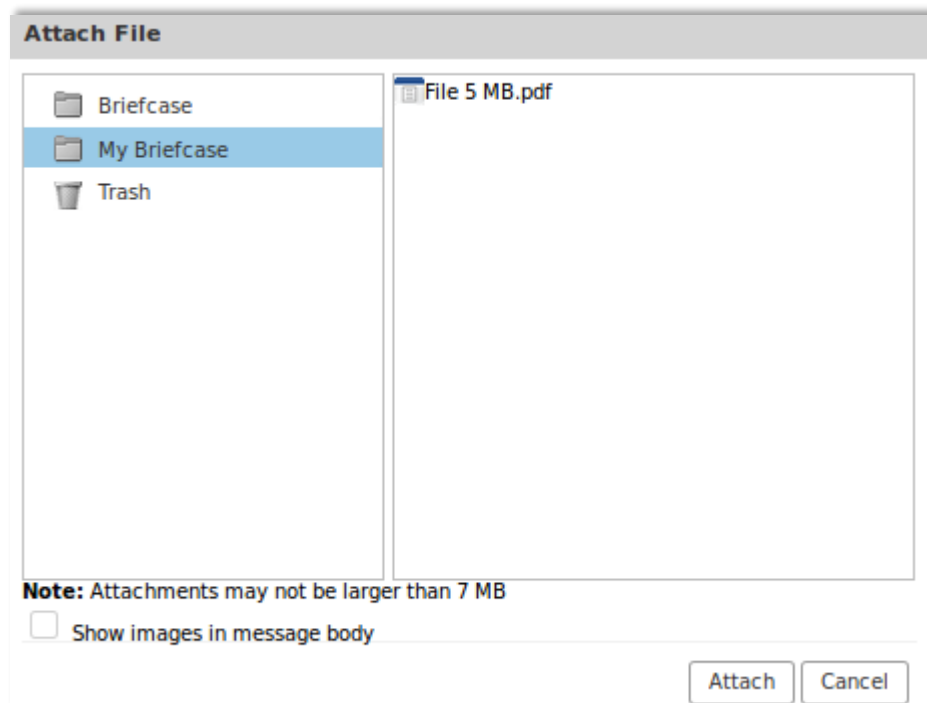 Attach File
Briefcase
My Briefcase
Trash
File 5 MB.pdf
Note: Attachments may not be larger than 7 MB
Show images in message body
Attach
Cancel